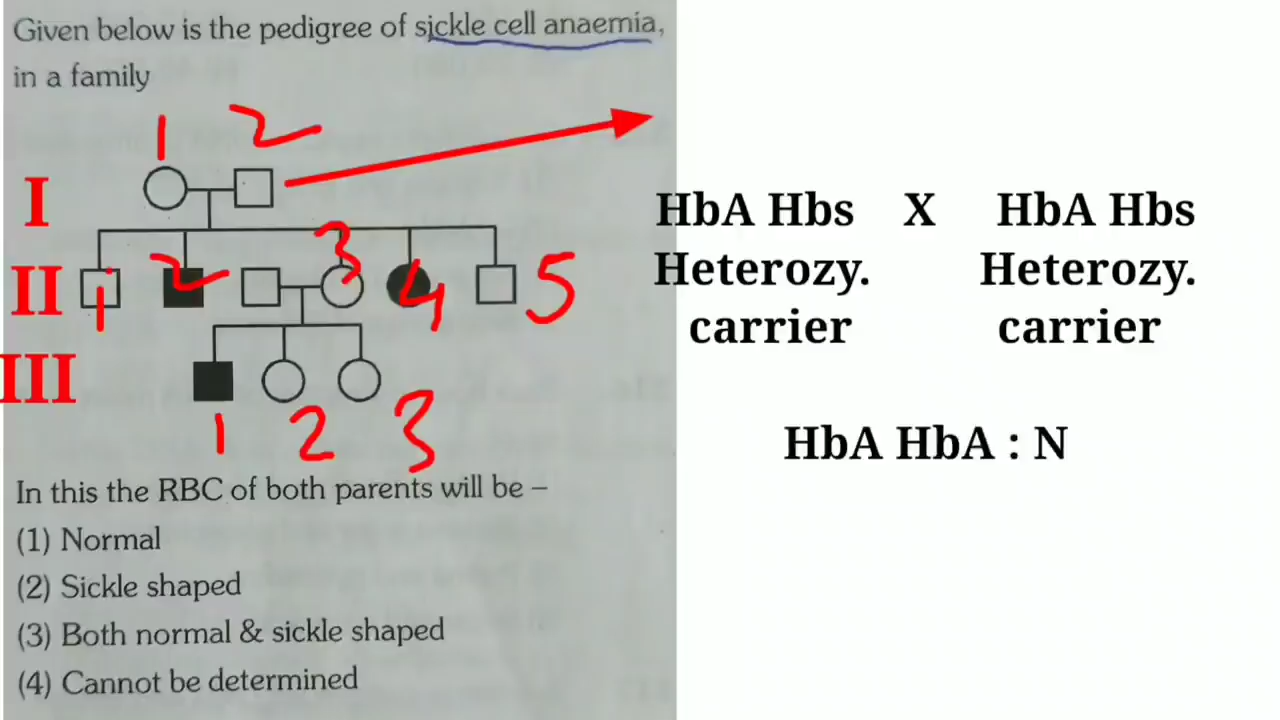 Given below is the pedigree of sickle cell anaemia,
in a family
1 2
I
II
1 2 3 4 5
III
1 2 3
In this the RBC of both parents will be –
(1) Normal
(2) Sickle shaped
(3) Both normal & sickle shaped
(4) Cannot be determined
HbA Hbs X HbA Hbs
Heterozy. Heterozy.
carrier carrier
HbA HbA : N